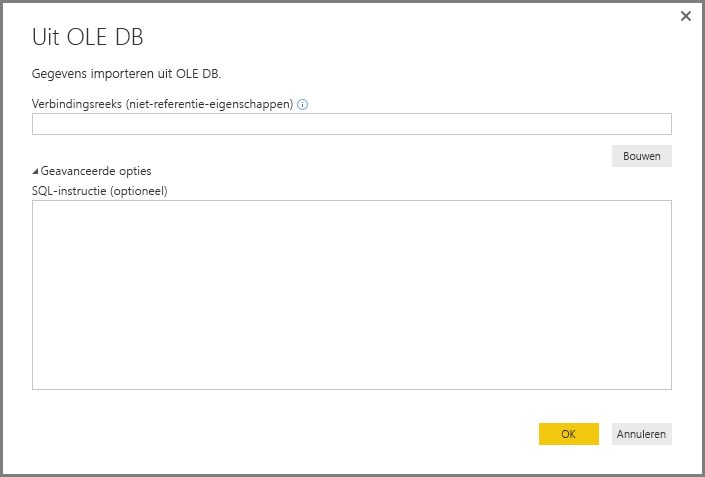 Uit OLE DB
Gegevens importeren uit OLE DB.
Verbindingsreeks (niet-referentie-eigenschappen)
Bouwen
Geavanceerde opties
SQL-instructie (optioneel)
OK
Annuleren